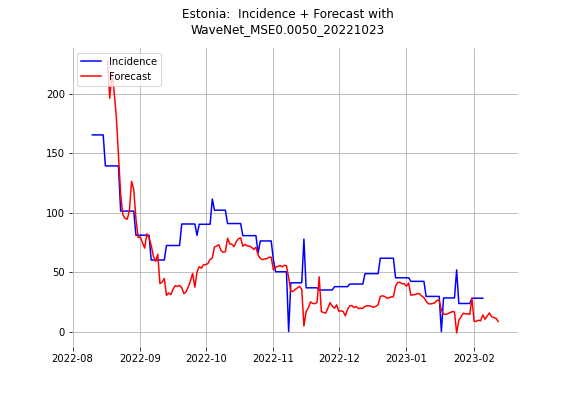 Estonia:  Incidence + Forecast with
WaveNet_MSE0.0050_20221023
Incidence
Forecast
200
150
100
50
0
2022-08 2022-09 2022-10 2022-11 2022-12 2023-01 2023-02